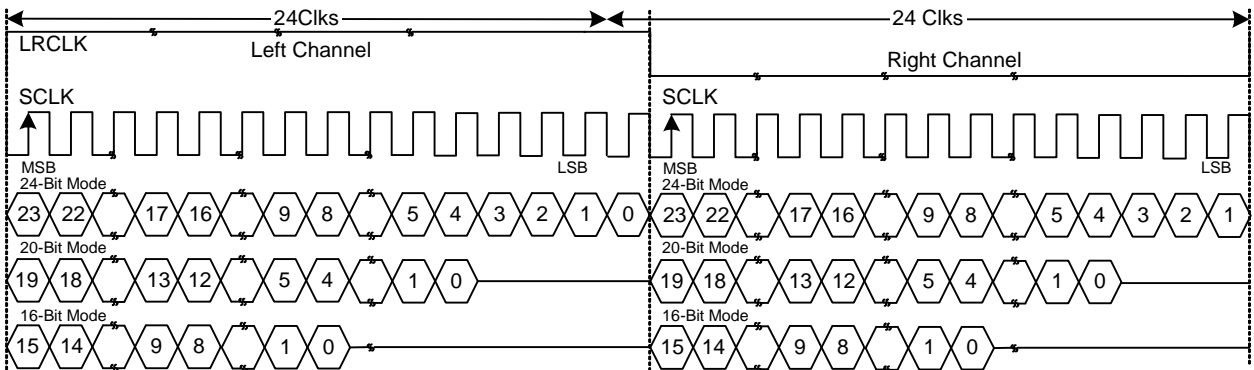 24Clks 24 Clks
LRCLK
Left Channel Right Channel
SCLK SCLK
MSB LSB MSB LSB
24-Bit Mode 24-Bit Mode
23 22 17 16 9 8 5 4 3 2 1 0 23 22 17 16 9 8 5 4 3 2 1
20-Bit Mode 20-Bit Mode
19 18 13 12 5 4 1 0 19 18 13 12 5 4 1 0
16-Bit Mode 16-Bit Mode
15 14 9 8 1 0 15 14 9 8 1 0